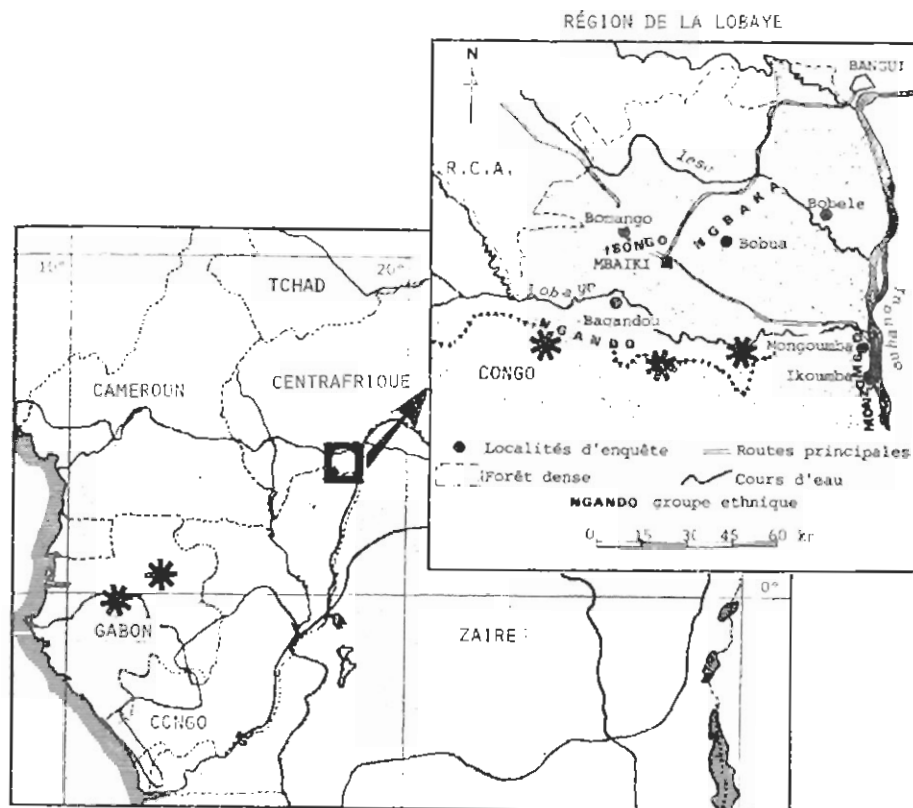 RÉGION DE LA LOBAYE
N
BANGUI
R.C.A.
Bobele
Bomango
NGBAKA
ISONGO
Bobua
MBAIKI
Lobaye
Bagandou
NGANDO
Mongoumba
CONGO
Ikoumba
Localités d'enquête
Routes principales
Forêt dense
Cours d'eau
NGANDO groupe ethnique
0 15 30 45 60 km
10°
20°
TCHAD
CAMEROUN
CENTRAFRIQUE
0°
GABON
ZAIRE
CONGO